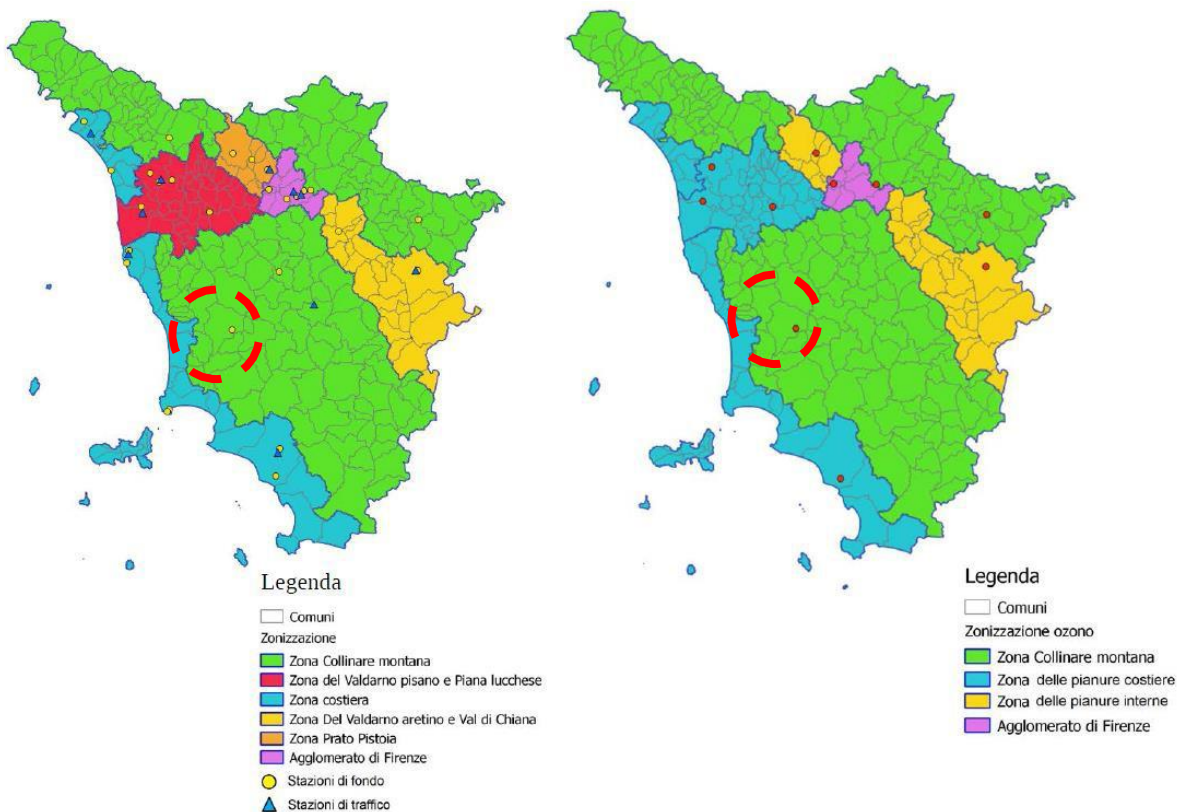 Legenda
Comuni
Zonizzazione
Zona Collinare montana
Zona del Valdarno pisano e Piana lucchese
Zona costiera
Zona Del Valdarno aretino e Val di Chiana
Zona Prato Pistoia
Agglomerato di Firenze
Stazioni di fondo
Stazioni di traffico
Legenda
Comuni
Zonizzazione ozono
Zona Collinare montana
Zona delle pianure costiere
Zona delle pianure interne
Agglomerato di Firenze